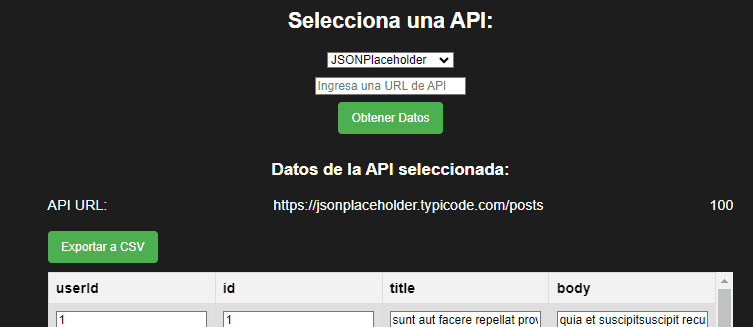 Selecciona una API:
JSONPlaceholder
Ingresa una URL de API
Obtener Datos
Datos de la API seleccionada:
API URL: https://jsonplaceholder.typicode.com/posts 100
Exportar a CSV
userId id title body
1 1 sunt aut facere repellat prov quia et suscipitsuscipit recu